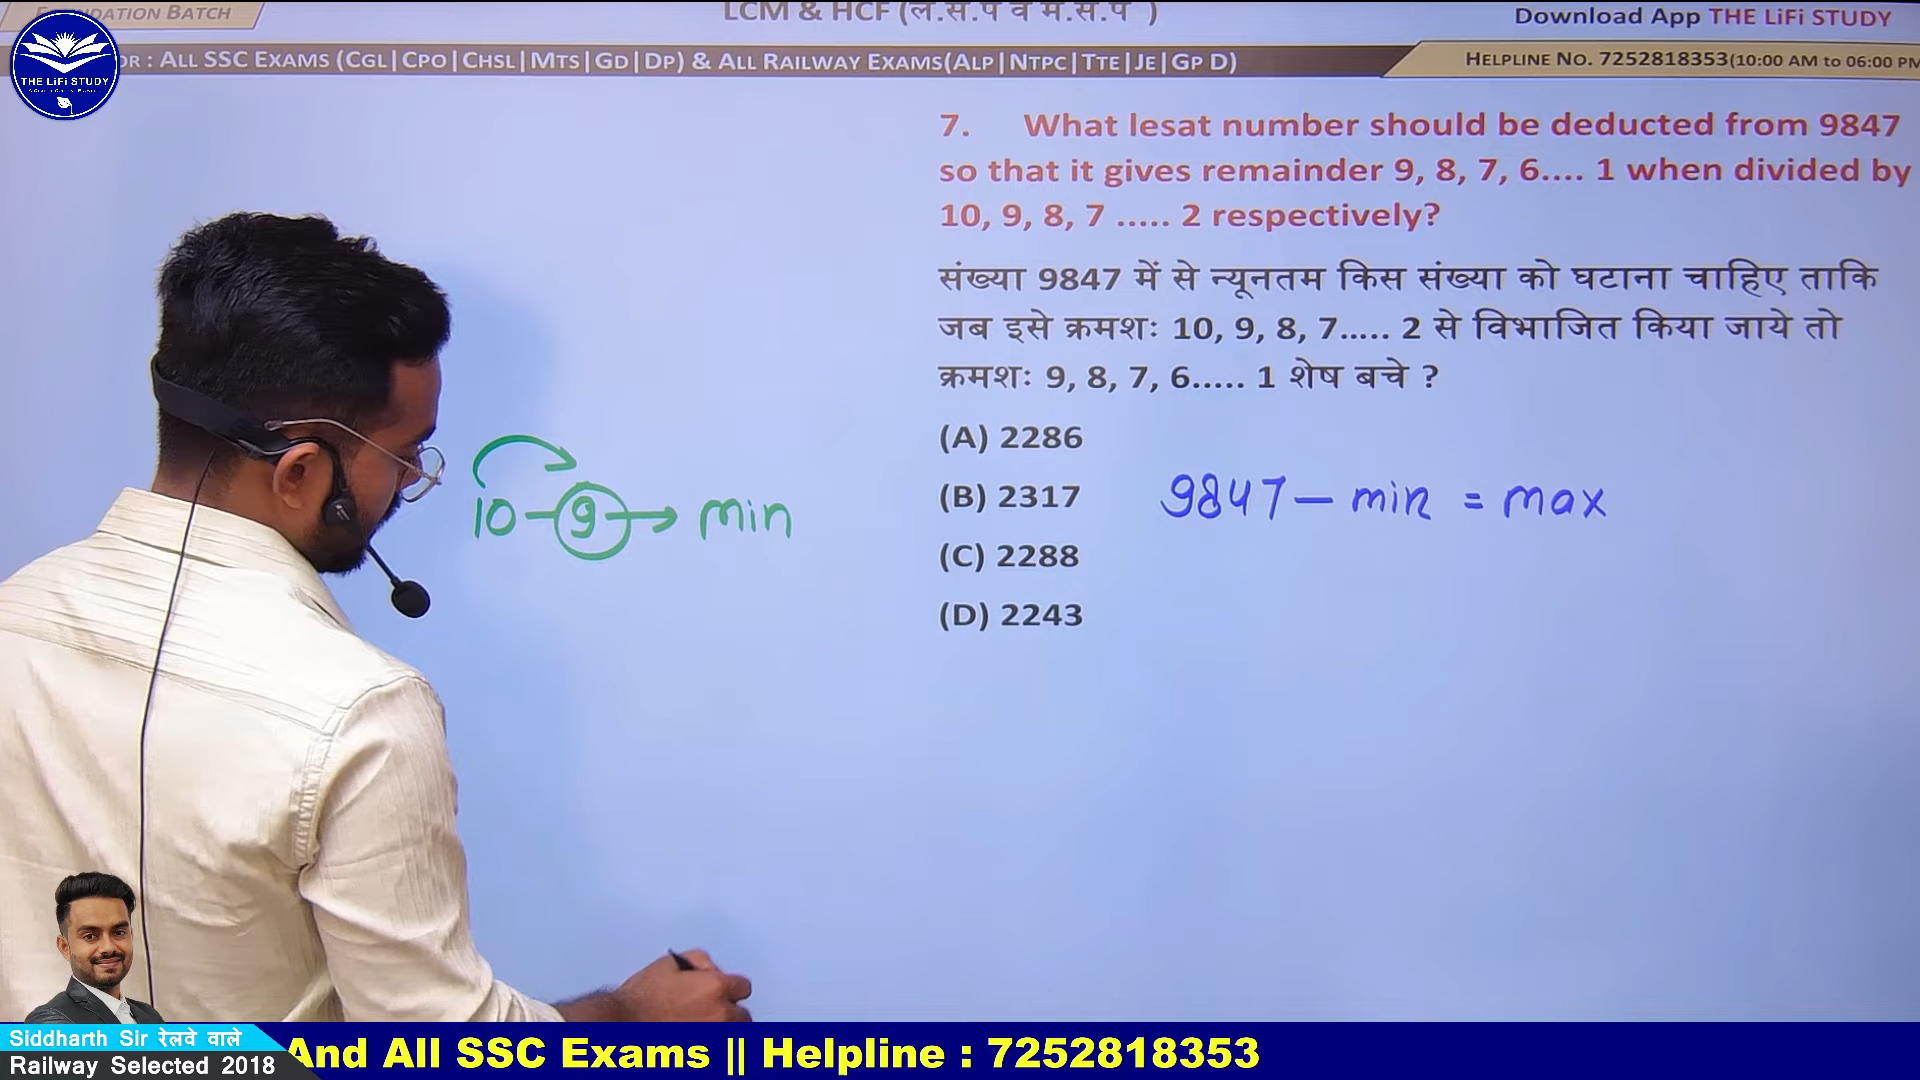 FOUNDATION BATCH
LCM & HCF (ल.स.प व म.स.प )
Download App THE LiFi STUDY
THE LiFi STUDY
OR : ALL SSC EXAMS (CGL|CPO|CHSL|MTS|GD|DP) & ALL RAILWAY EXAMS(ALP|NTPC|TTE|JE|GP D)
HELPLINE NO. 7252818353(10:00 AM to 06:00 PM
7. What lesat number should be deducted from 9847
so that it gives remainder 9, 8, 7, 6.... 1 when divided by
10, 9, 8, 7 ..... 2 respectively?
संख्या 9847 में से न्यूनतम किस संख्या को घटाना चाहिए ताकि
जब इसे क्रमशः 10, 9, 8, 7..... 2 से विभाजित किया जाये तो
क्रमशः 9, 8, 7, 6..... 1 शेष बचे ?
(A) 2286
(B) 2317
(C) 2288
(D) 2243
9847 - min = max
10 - 9 → min
Siddharth Sir रेलवे वाले
Railway Selected 2018
And All SSC Exams || Helpline : 7252818353